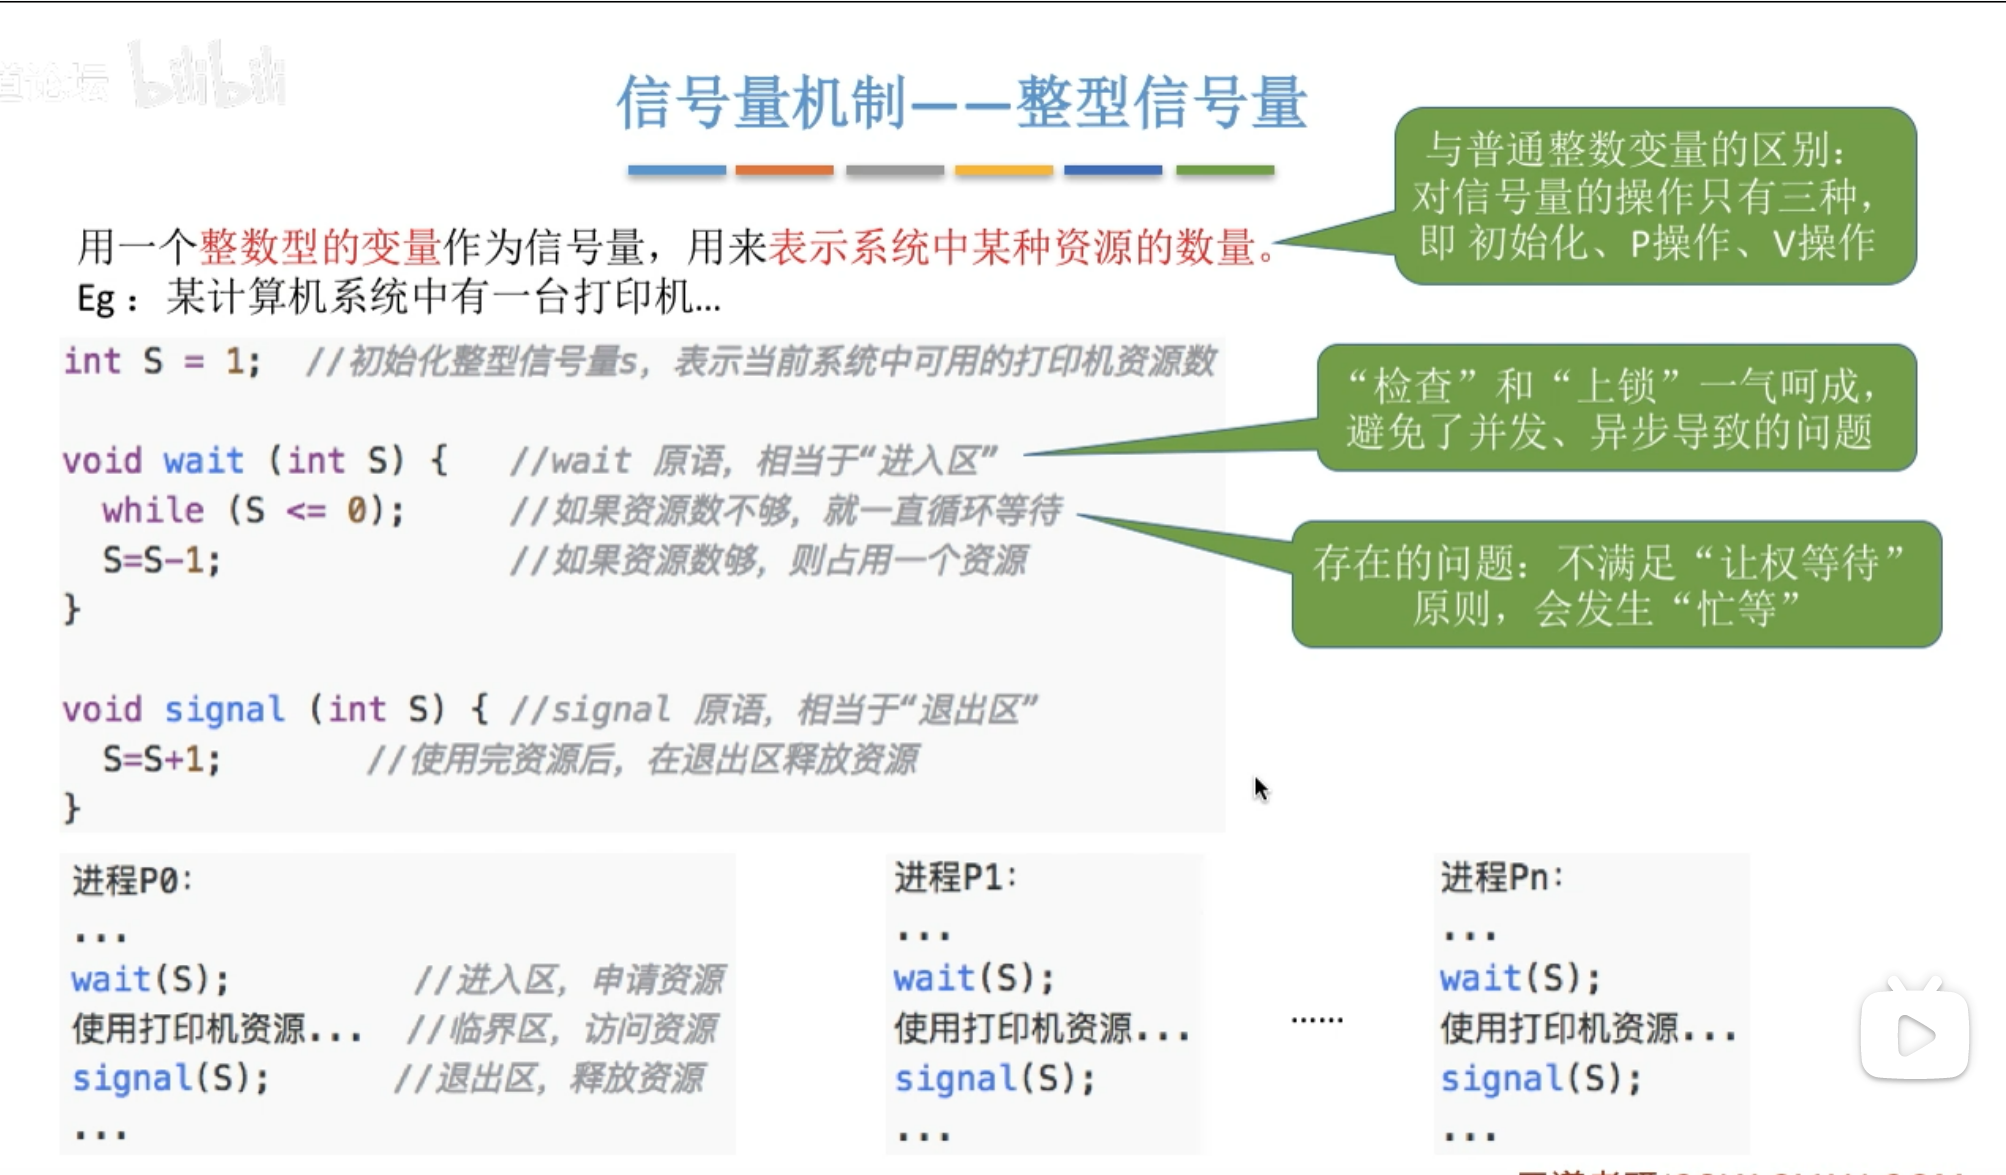 道论坛 bilibili
信号量机制——整型信号量
与普通整数变量的区别：
对信号量的操作只有三种，
即 初始化、P操作、V操作
用一个整数型的变量作为信号量，用来表示系统中某种资源的数量。
Eg： 某计算机系统中有一台打印机...
int S = 1;  //初始化整型信号量s，表示当前系统中可用的打印机资源数
“检查”和“上锁”一气呵成，
避免了并发、异步导致的问题
void wait (int S) {   //wait 原语，相当于“进入区”
while (S <= 0);     //如果资源数不够，就一直循环等待
S=S-1;              //如果资源数够，则占用一个资源
}
存在的问题：不满足“让权等待”
原则，会发生“忙等”
void signal (int S) { //signal 原语，相当于“退出区”
S=S+1;       //使用完资源后，在退出区释放资源
}
进程P0：
...
wait(S);         //进入区，申请资源
使用打印机资源...  //临界区，访问资源
signal(S);      //退出区，释放资源
...
进程P1：
...
wait(S);
使用打印机资源...
signal(S);
...
......
进程Pn：
...
wait(S);
使用打印机资源...
signal(S);
...